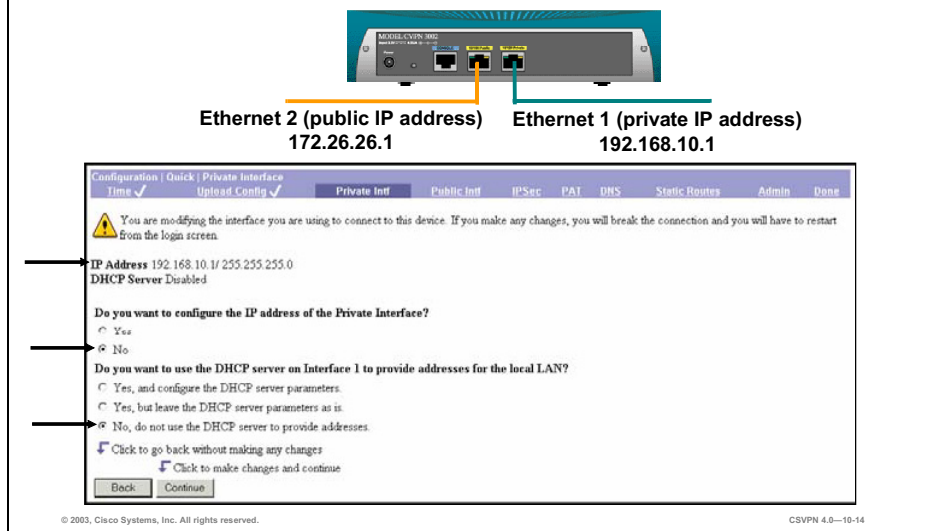 MODEL CVPN 3002
Ethernet 2 (public IP address)
172.26.26.1
Ethernet 1 (private IP address)
192.168.10.1
Configuration | Quick | Private Interface
Time ✓ Upload Config ✓ Private Intf Public Intf IPSec PAT DNS Static Routes Admin Done
You are modifying the interface you are using to connect to this device. If you make any changes, you will break the connection and you will have to restart
from the login screen.
IP Address 192.168.10.1/ 255.255.255.0
DHCP Server Disabled
Do you want to configure the IP address of the Private Interface?
Yes
No
Do you want to use the DHCP server on Interface 1 to provide addresses for the local LAN?
Yes, and configure the DHCP server parameters.
Yes, but leave the DHCP server parameters as is.
No, do not use the DHCP server to provide addresses.
Click to go back without making any changes
Click to make changes and continue
Back Continue
© 2003, Cisco Systems, Inc. All rights reserved.
CSVPN 4.0—10-14